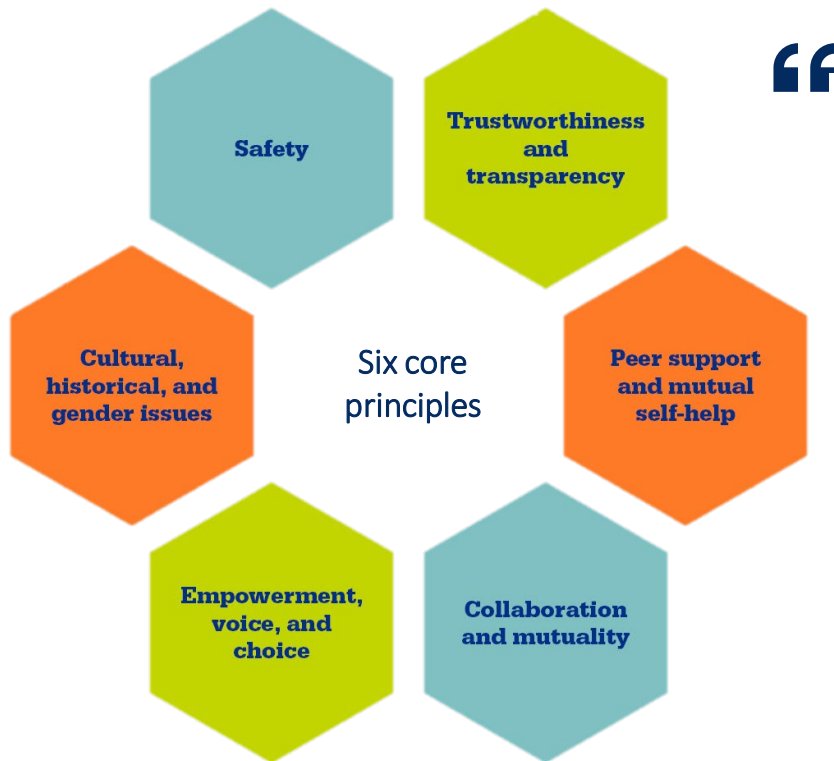 “
Safety
Trustworthiness
and
transparency
Cultural,
historical, and
gender issues
Six core
principles
Peer support
and mutual
self-help
Empowerment,
voice, and
choice
Collaboration
and mutuality